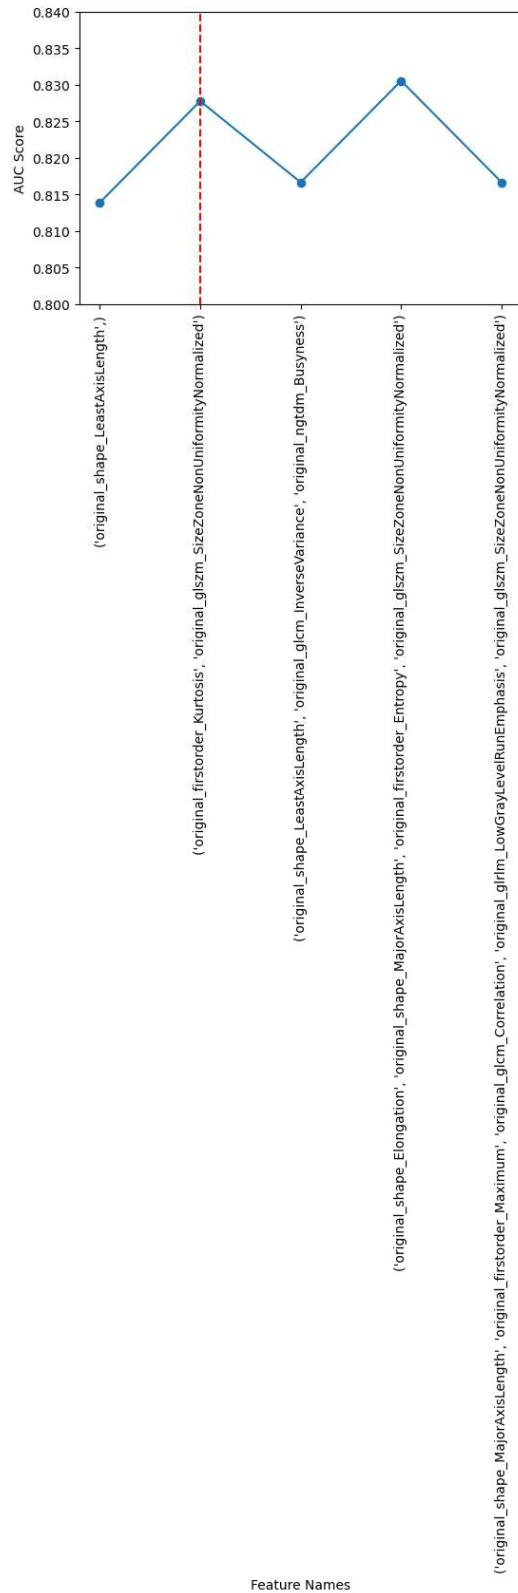 0.840
0.835
0.830
0.825
0.820
0.815
0.810
0.805
0.800
AUC Score
('original_shape_LeastAxisLength',)
('original_firstorder_Kurtosis', 'original_glszm_SizeZoneNonUniformityNormalized')
('original_shape_LeastAxisLength', 'original_glcm_InverseVariance', 'original_ngtdm_Busyness')
('original_shape_Elongation', 'original_shape_MajorAxisLength', 'original_firstorder_Entropy', 'original_glszm_SizeZoneNonUniformityNormalized')
('original_shape_MajorAxisLength', 'original_firstorder_Maximum', 'original_glcm_Correlation', 'original_glrlm_LowGrayLevelRunEmphasis', 'original_glszm_SizeZoneNonUniformityNormalized')
Feature Names